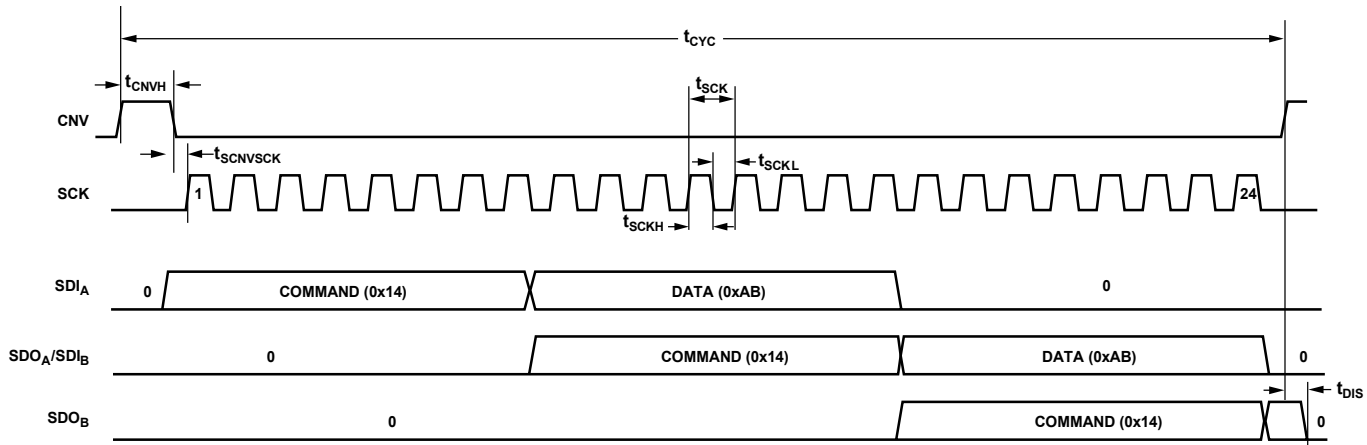 tCYC
tCNVH
tSCK
CNV
tSCNVSCK
tSCKL
SCK
1
24
tSCKH
SDIA
0
COMMAND (0x14)
DATA (0xAB)
0
SDOA/SDIB
0
COMMAND (0x14)
DATA (0xAB)
0
tDIS
SDOB
0
COMMAND (0x14)
0